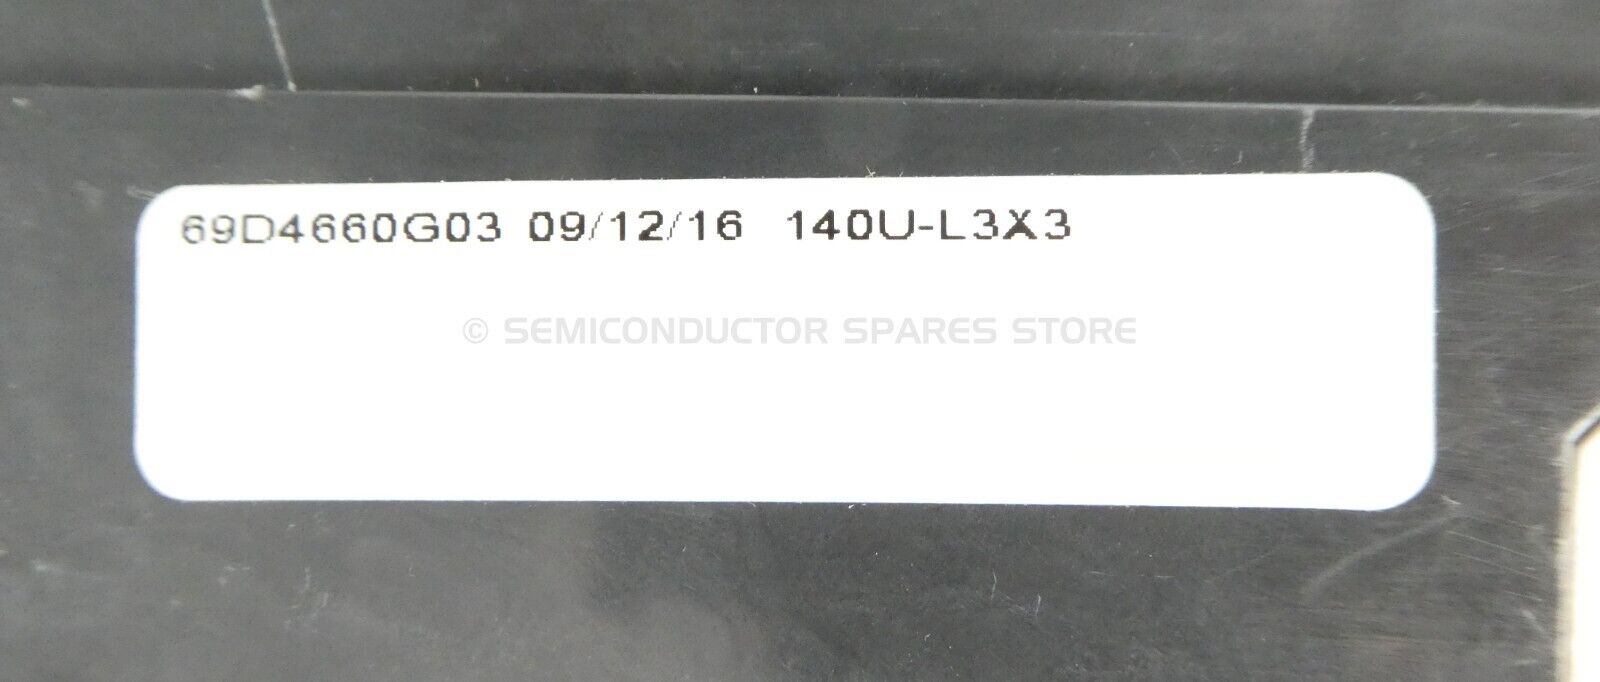 69D4660G03 09/12/16 140U-L3X3
© SEMICONDUCTOR SPARES STORE